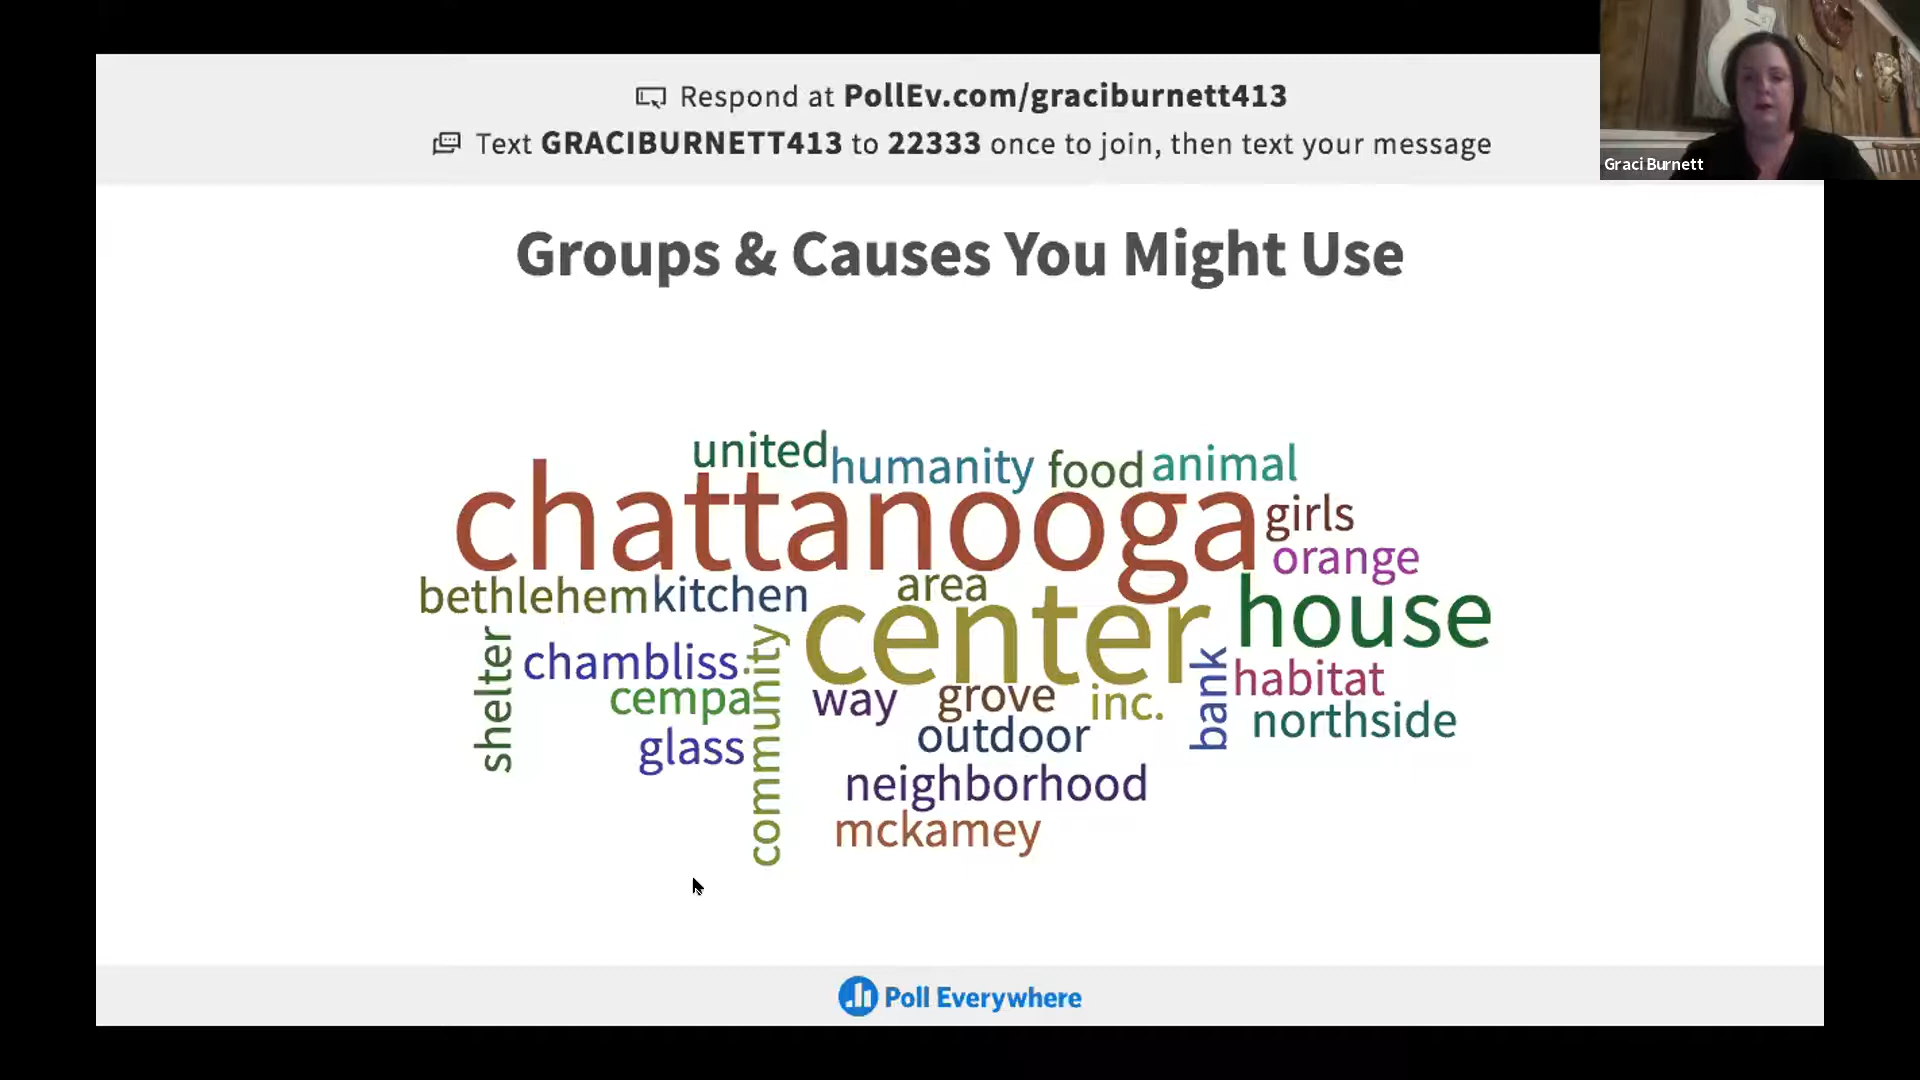 Respond at PollEv.com/graciburnett413
Text GRACIBURNETT413 to 22333 once to join, then text your message
Graci Burnett
Groups & Causes You Might Use
united
humanity
food
animal
chattanooga
girls
orange
bethlehem
kitchen
area
center
house
shelter
chambliss
community
cempa
way
grove
inc.
bank
habitat
northside
glass
outdoor
neighborhood
mckamey
Poll Everywhere